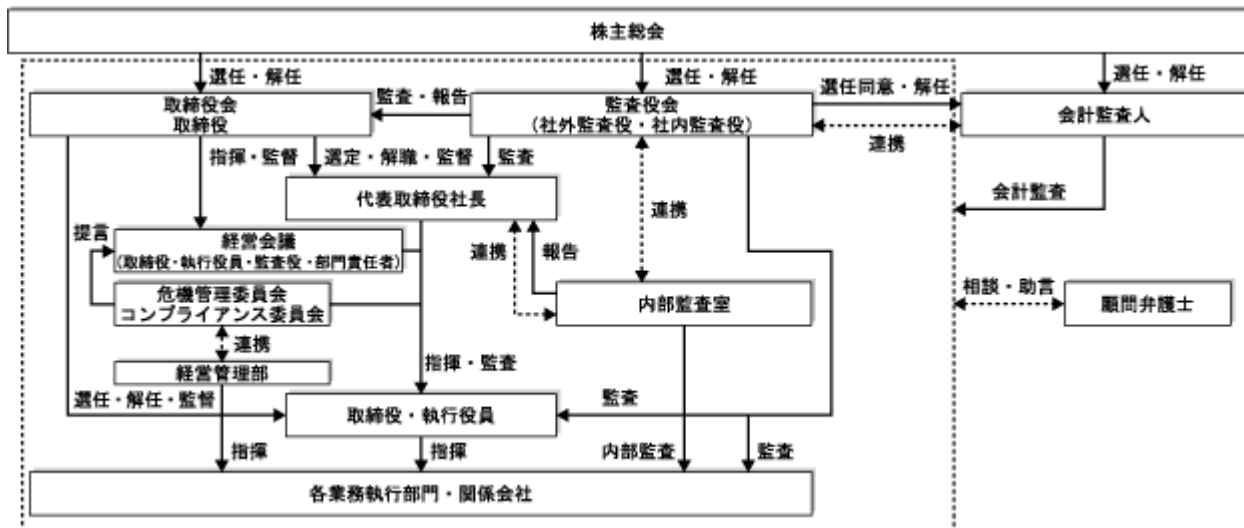 株主総会
選任・解任
選任・解任
選任・解任
取締役会
取締役
監査・報告
監査役会
(社外監査役・社内監査役)
選任同意・解任
会計監査人
連携
指揮・監督
選定・解職・監督
監査
代表取締役社長
会計監査
提言
経営会議
(取締役・執行役員・監査役・部門責任者)
連携
報告
連携
危機管理委員会
コンプライアンス委員会
内部監査室
相談・助言
顧問弁護士
連携
経営管理部
指揮・監査
選任・解任・監督
取締役・執行役員
監査
指揮
指揮
内部監査
監査
各業務執行部門・関係会社